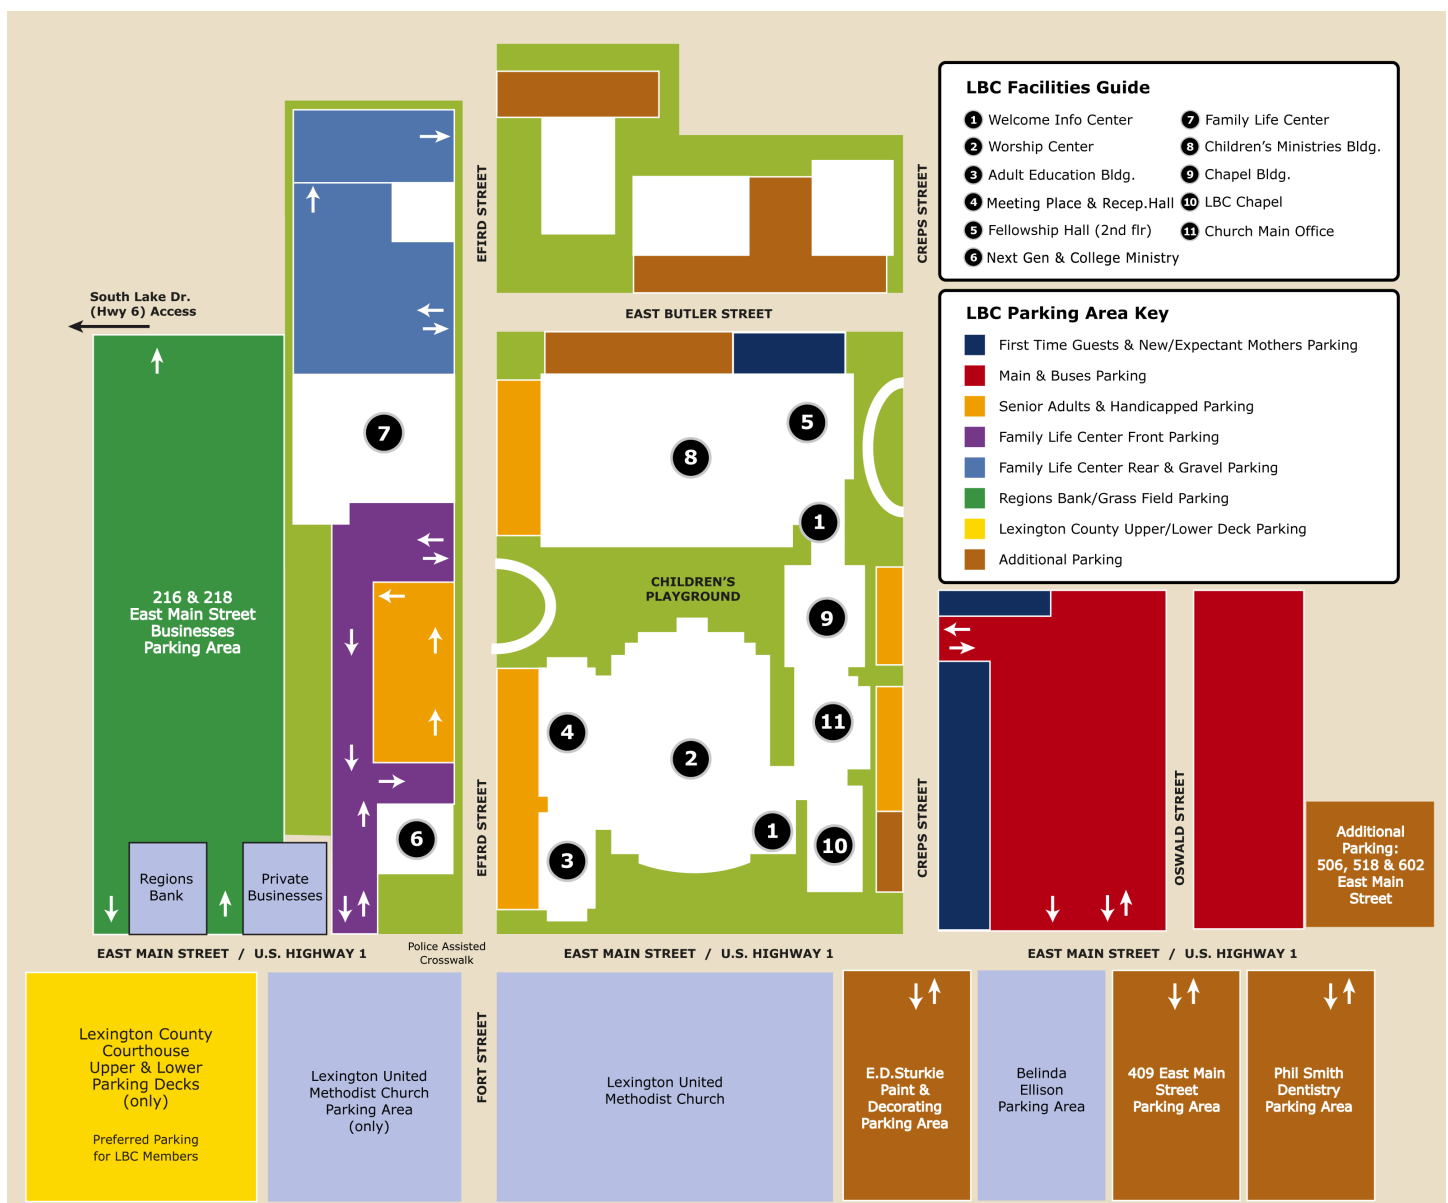 LBC Facilities Guide
1 Welcome Info Center
2 Worship Center
3 Adult Education Bldg.
4 Meeting Place & Recep.Hall
5 Fellowship Hall (2nd flr)
6 Next Gen & College Ministry
7 Family Life Center
8 Children's Ministries Bldg.
9 Chapel Bldg.
10 LBC Chapel
11 Church Main Office
LBC Parking Area Key
First Time Guests & New/Expectant Mothers Parking
Main & Buses Parking
Senior Adults & Handicapped Parking
Family Life Center Front Parking
Family Life Center Rear & Gravel Parking
Regions Bank/Grass Field Parking
Lexington County Upper/Lower Deck Parking
Additional Parking
EFIRD STREET
CREPS STREET
South Lake Dr.
(Hwy 6) Access
EAST BUTLER STREET
7
5
8
1
CHILDREN'S
PLAYGROUND
216 & 218
East Main Street
Businesses
Parking Area
9
4
11
2
6
1
3
10
EFIRD STREET
CREPS STREET
OSWALD STREET
Additional
Parking:
506, 518 & 602
East Main
Street
Regions
Bank
Private
Businesses
EAST MAIN STREET / U.S. HIGHWAY 1
Police Assisted
Crosswalk
EAST MAIN STREET / U.S. HIGHWAY 1
EAST MAIN STREET / U.S. HIGHWAY 1
Lexington County
Courthouse
Upper & Lower
Parking Decks
(only)
Preferred Parking
for LBC Members
Lexington United
Methodist Church
Parking Area
(only)
FORT STREET
Lexington United
Methodist Church
E.D.Sturkie
Paint &
Decorating
Parking Area
Belinda
Ellison
Parking Area
409 East Main
Street
Parking Area
Phil Smith
Dentistry
Parking Area